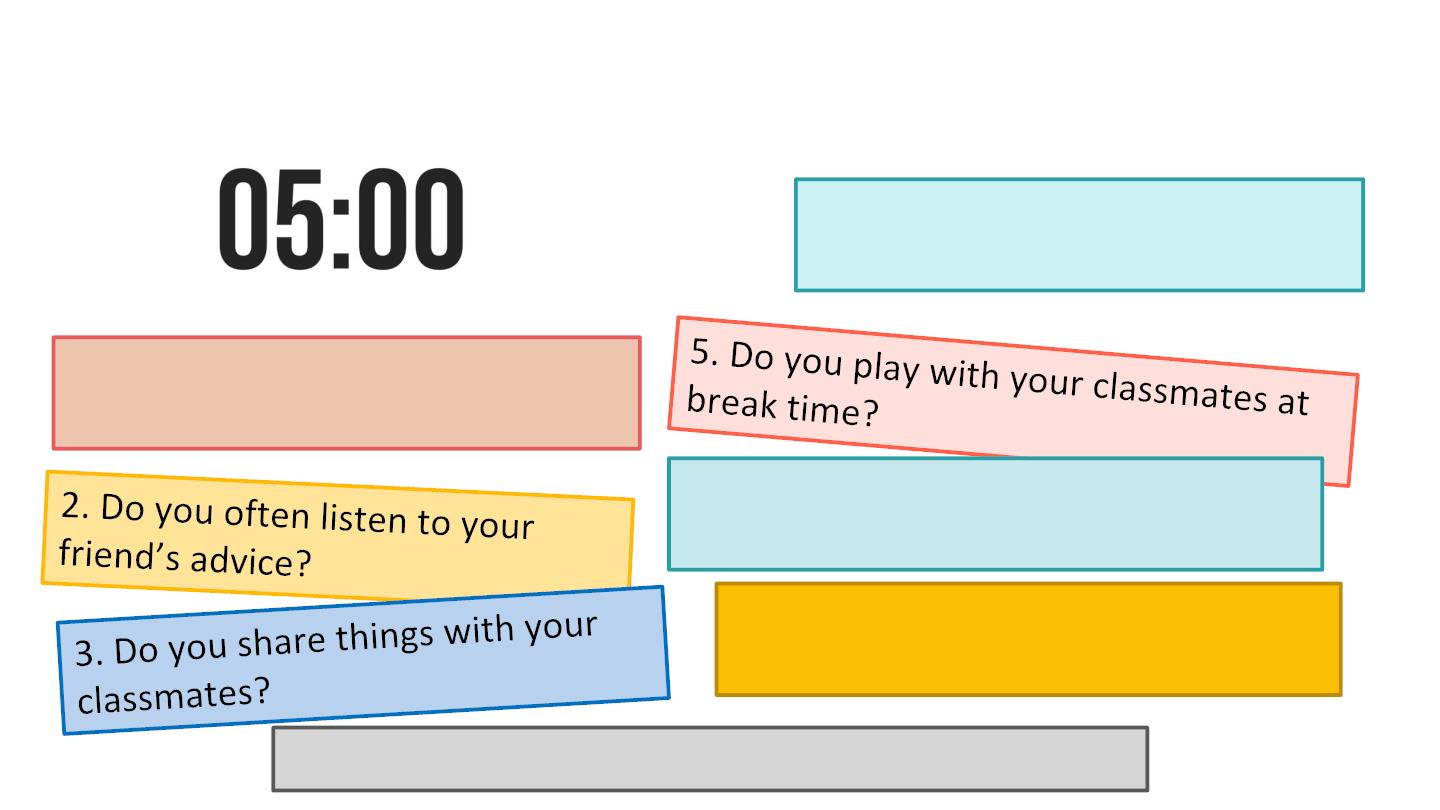 05:00
2. Do you often listen to your
friend’s advice?
3. Do you share things with your
classmates?
5. Do you play with your classmates at
break time?